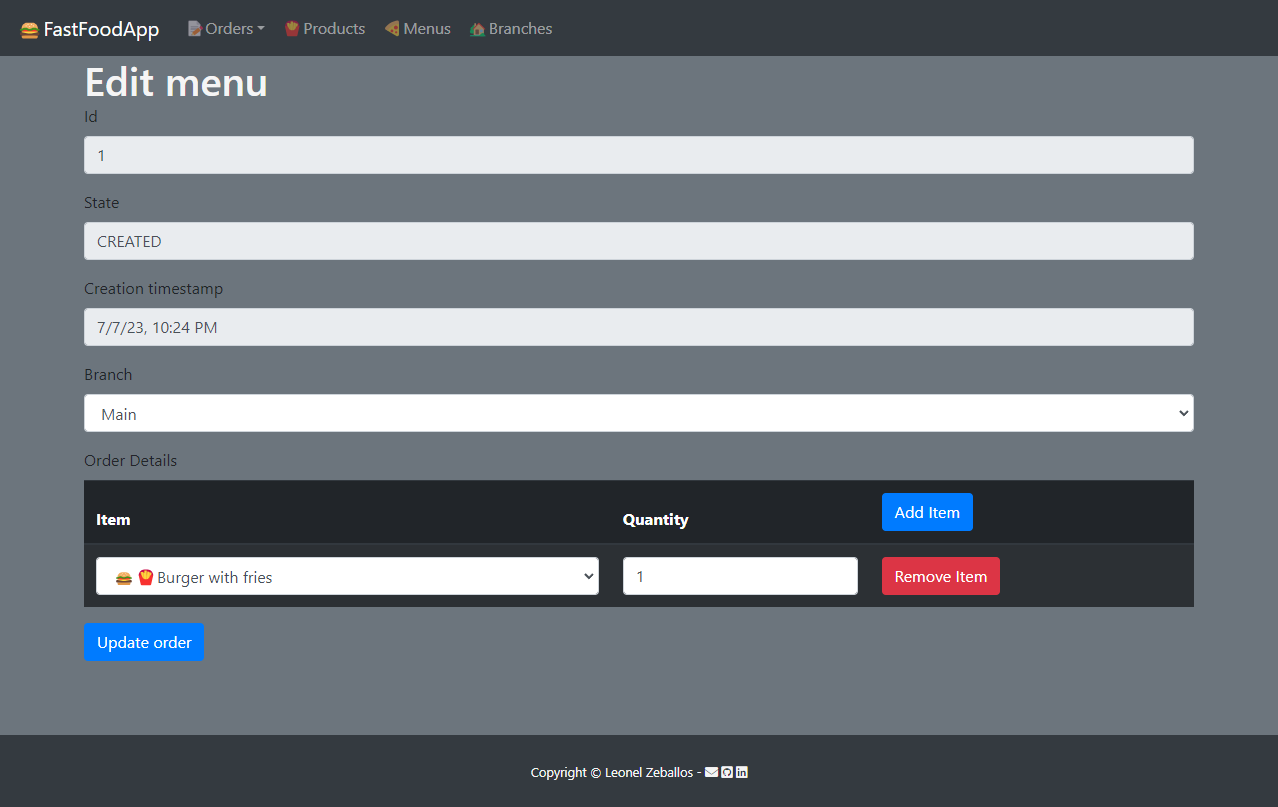 FastFoodApp Orders Products Menus Branches
Edit menu
Id
1
State
CREATED
Creation timestamp
7/7/23, 10:24 PM
Branch
Main
Order Details
Item Quantity Add Item
Burger with fries 1 Remove Item
Update order
Copyright © Leonel Zeballos -